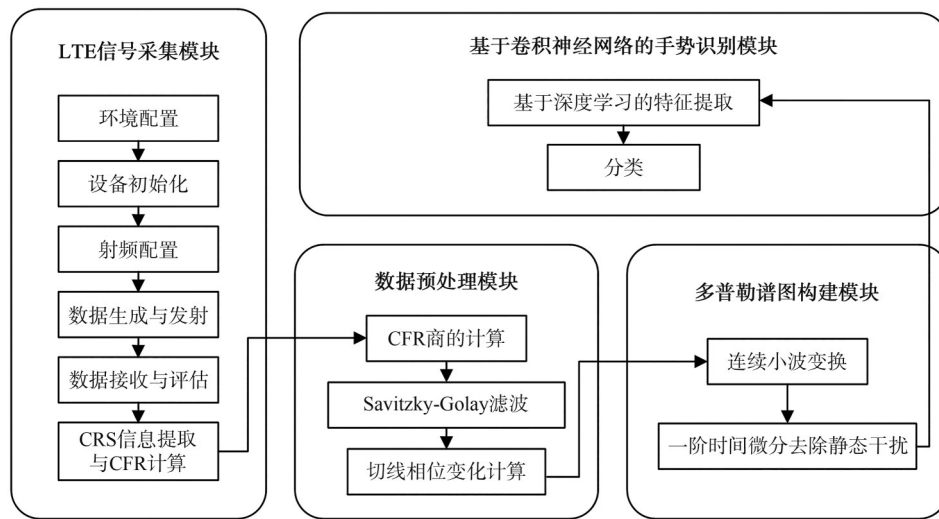 LTE信号采集模块
环境配置
设备初始化
射频配置
数据生成与发射
数据接收与评估
CRS信息提取
与CFR计算
数据预处理模块
CFR商的计算
Savitzky-Golay滤波
切线相位变化计算
多普勒谱图构建模块
连续小波变换
一阶时间微分去除静态干扰
基于卷积神经网络的手势识别模块
基于深度学习的特征提取
分类